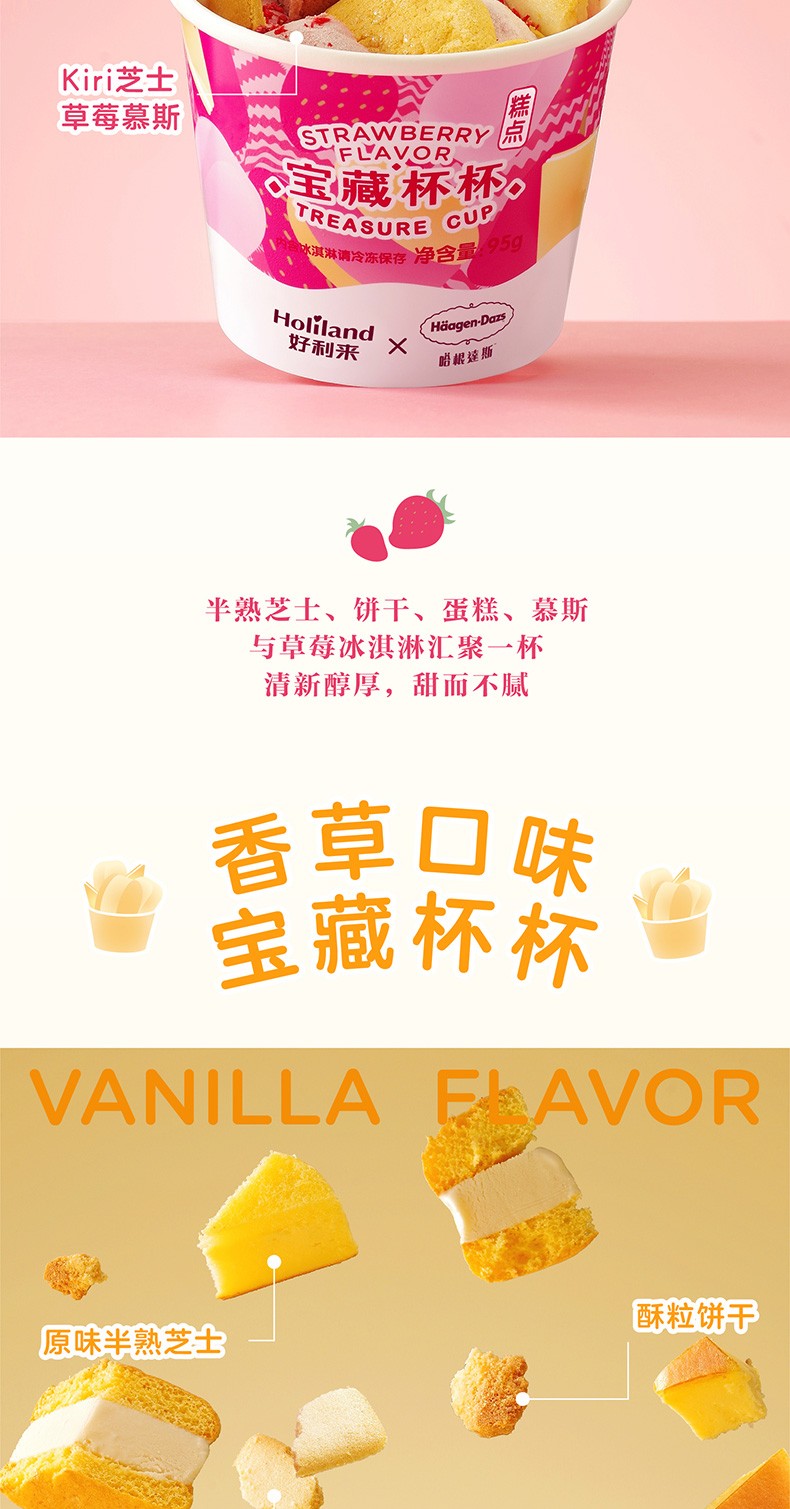 Kiri芝士
草莓慕斯
糕点
STRAWBERRY
FLAVOR
宝藏杯杯
TREASURE CUP
内含冰淇淋请冷冻保存 净含量:95g
Holiland
好利来
×
Häagen-Dazs
哈根達斯
半熟芝士、饼干、蛋糕、慕斯
与草莓冰淇淋汇聚一杯
清新醇厚，甜而不腻
香草口味
宝藏杯杯
VANILLA FLAVOR
酥粒饼干
原味半熟芝士